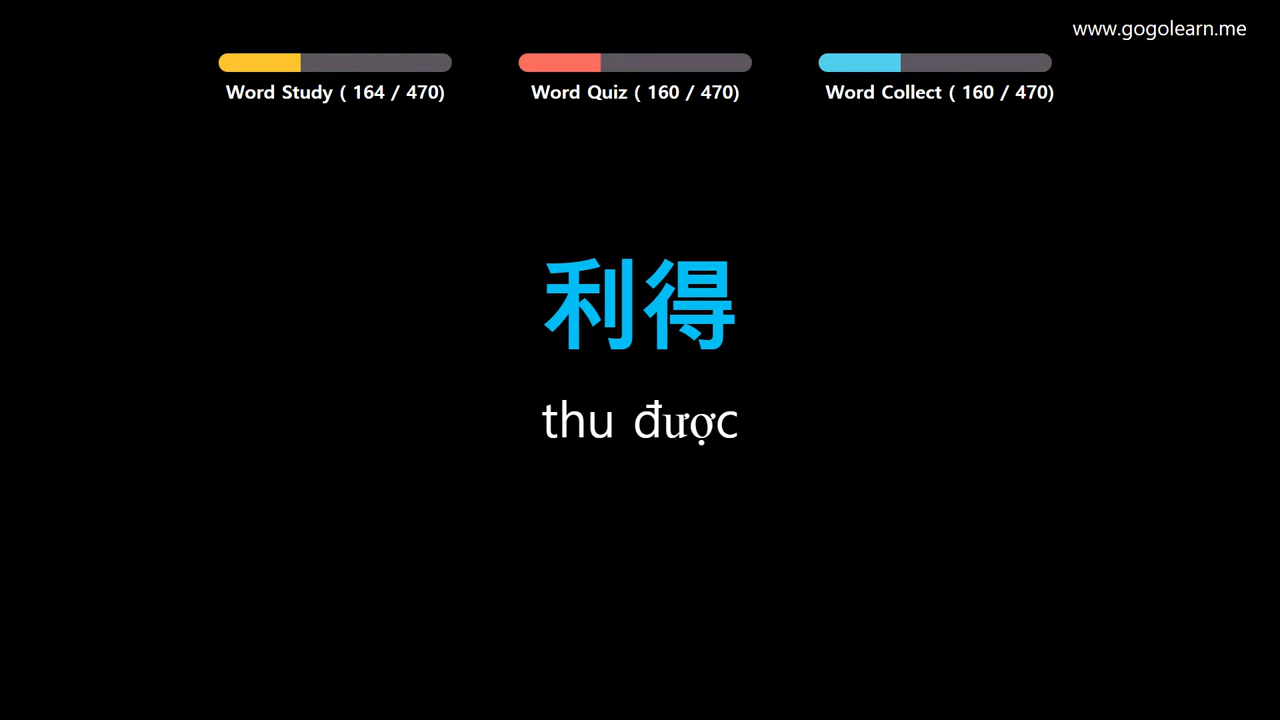 www.gogolearn.me
Word Study ( 164 / 470)
Word Quiz ( 160 / 470)
Word Collect ( 160 / 470)
利得
thu được